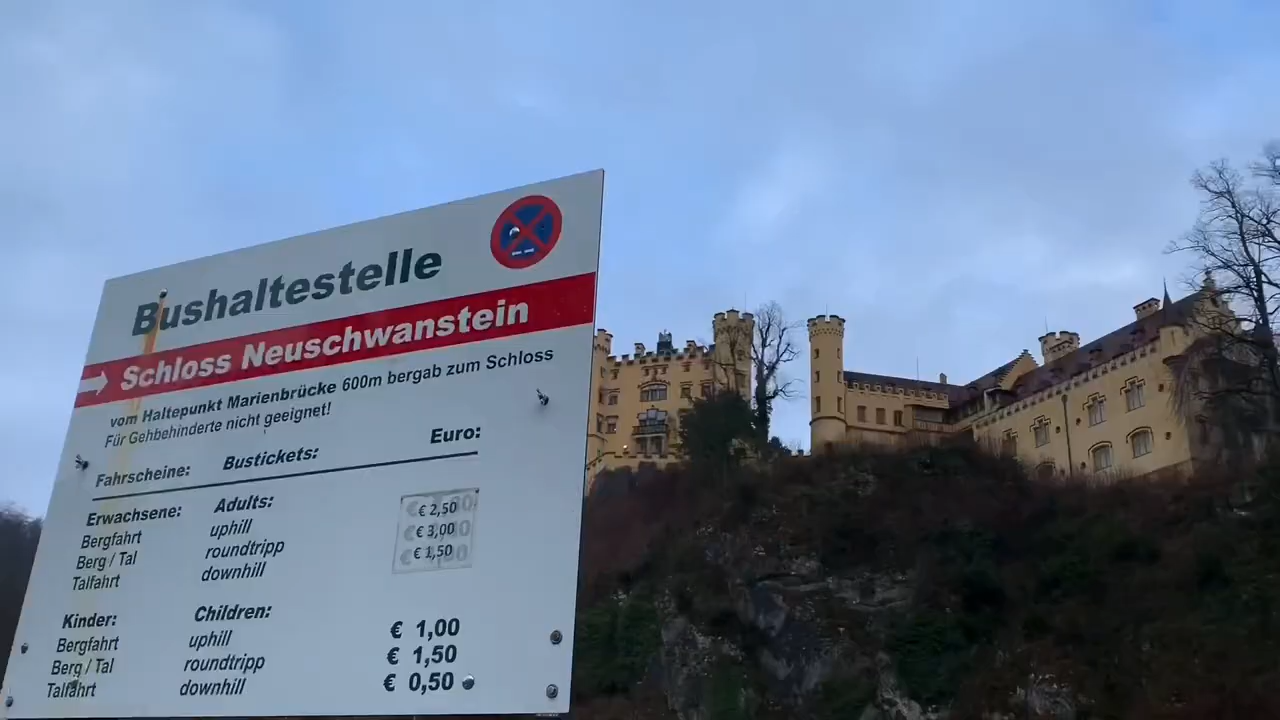 Bushaltestelle
Schloss Neuschwanstein
vom Haltepunkt Marienbrücke 600m bergab zum Schloss
Für Gehbehinderte nicht geeignet!
Fahrscheine: Bustickets: Euro:
Erwachsene: Adults:
Bergfahrt uphill € 2,50
Berg / Tal roundtripp € 3,00
Talfahrt downhill € 1,50
Kinder: Children:
Bergfahrt uphill € 1,00
Berg / Tal roundtripp € 1,50
Talfahrt downhill € 0,50